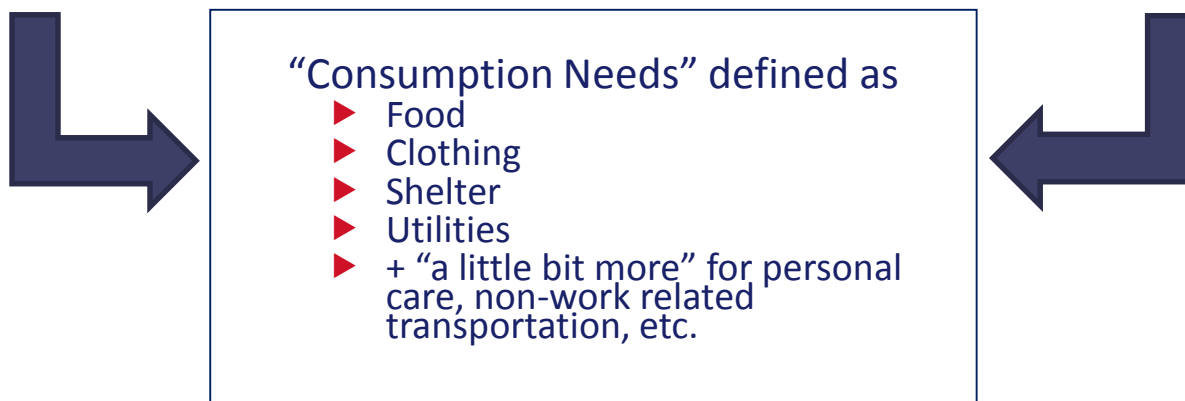 “Consumption Needs” defined as
Food
Clothing
Shelter
Utilities
+ “a little bit more” for personal
care, non-work related
transportation, etc.